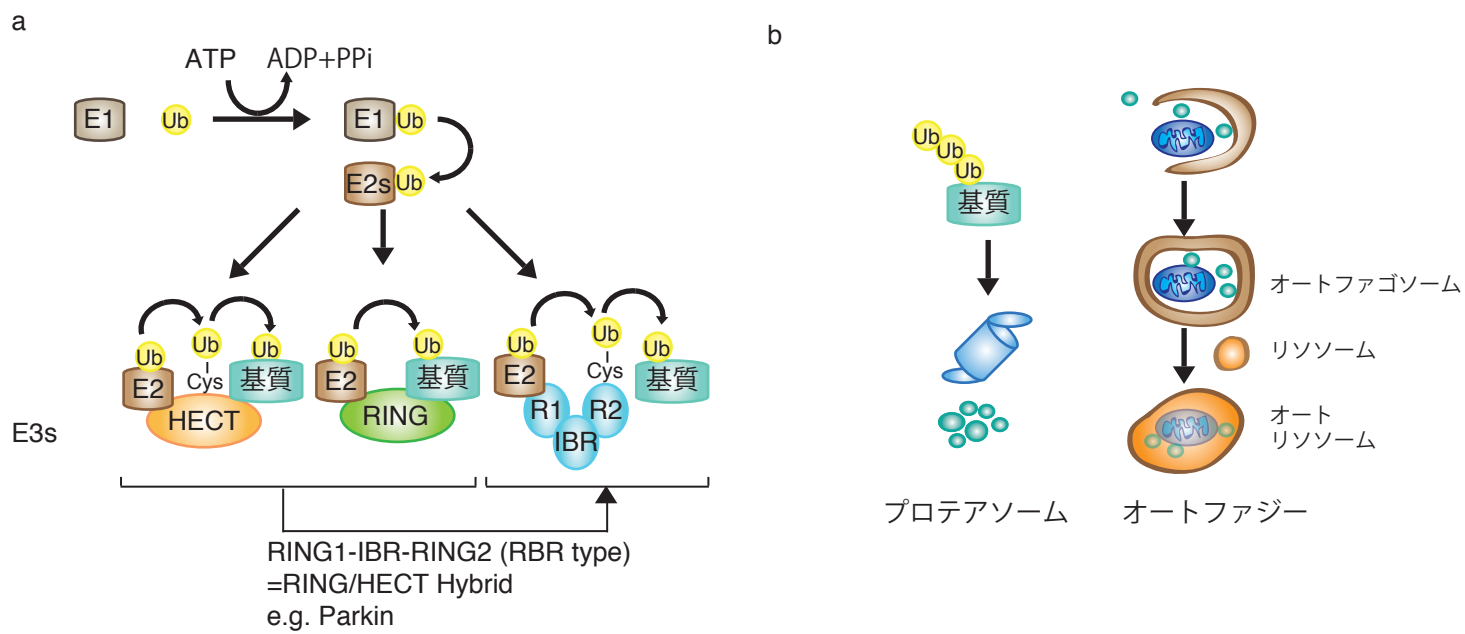 a
ATP ADP+PPi
E1 Ub E1 Ub
E2s Ub
Ub Ub Ub
E2 Cys 基質
HECT
Ub Ub
E2 基質
RING
Ub Ub Ub
E2 Cys 基質
R1 R2
IBR
E3s
RING1-IBR-RING2 (RBR type)
=RING/HECT Hybrid
e.g. Parkin
b
Ub
Ub
Ub
基質
プロテアソーム
オートファゴソーム
リソソーム
オート
リソソーム
オートファジー